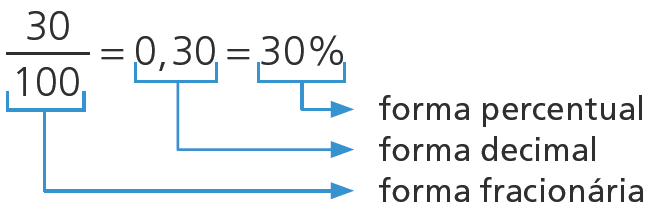 30/100 = 0,30 = 30%
forma percentual
forma decimal
forma fracionária